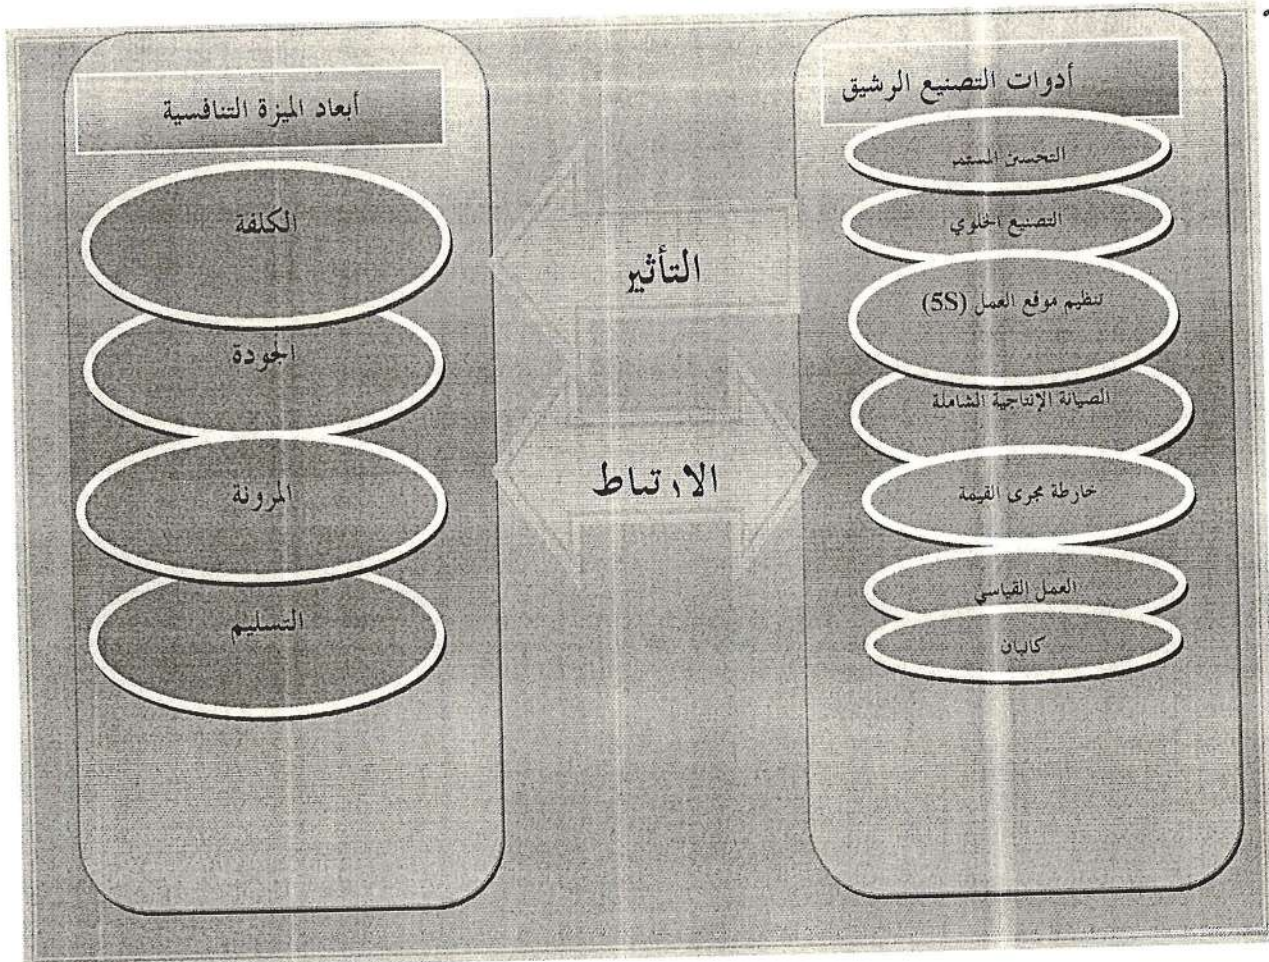 أدوات التصنيع الرشيق
التحسين المستمر
التصنيع الخلوي
تنظيم موقع العمل (5S)
الصيانة الإنتاجية الشاملة
خارطة مجرى القيمة
العمل القياسي
كانبان
التأثير
الارتباط
أبعاد الميزة التنافسية
الكلفة
الجودة
المرونة
التسليم